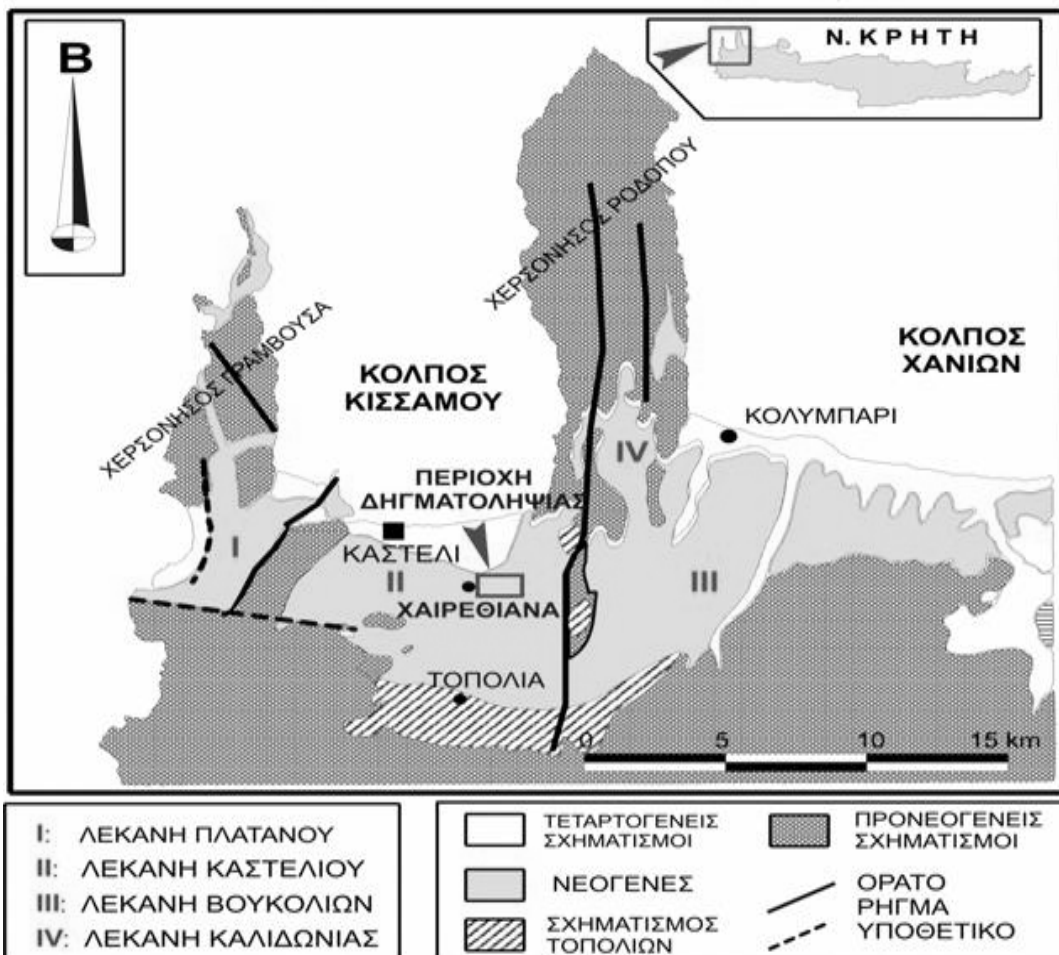 Β
Ν. ΚΡΗΤΗ
ΧΕΡΣΟΝΗΣΟΣ ΡΟΔΟΠΟΥ
ΧΕΡΣΟΝΗΣΟΣ ΓΡΑΜΒΟΥΣΑ
ΚΟΛΠΟΣ
ΚΙΣΣΑΜΟΥ
ΚΟΛΠΟΣ
ΧΑΝΙΩΝ
ΚΟΛΥΜΠΑΡΙ
IV
ΠΕΡΙΟΧΗ
ΔΗΓΜΑΤΟΛΗΨΙΑΣ
ΚΑΣΤΕΛΙ
I
II
III
ΧΑΙΡΕΘΙΑΝΑ
ΤΟΠΟΛΙΑ
0 5 10 15 km
I: ΛΕΚΑΝΗ ΠΛΑΤΑΝΟΥ
II: ΛΕΚΑΝΗ ΚΑΣΤΕΛΙΟΥ
III: ΛΕΚΑΝΗ ΒΟΥΚΟΛΙΩΝ
IV: ΛΕΚΑΝΗ ΚΑΛΙΔΩΝΙΑΣ
ΤΕΤΑΡΤΟΓΕΝΕΙΣ
ΣΧΗΜΑΤΙΣΜΟΙ
ΝΕΟΓΕΝΕΣ
ΣΧΗΜΑΤΙΣΜΟΣ
ΤΟΠΟΛΙΩΝ
ΠΡΟΝΕΟΓΕΝΕΙΣ
ΣΧΗΜΑΤΙΣΜΟΙ
ΟΡΑΤΟ
ΡΗΓΜΑ
ΥΠΟΘΕΤΙΚΟ